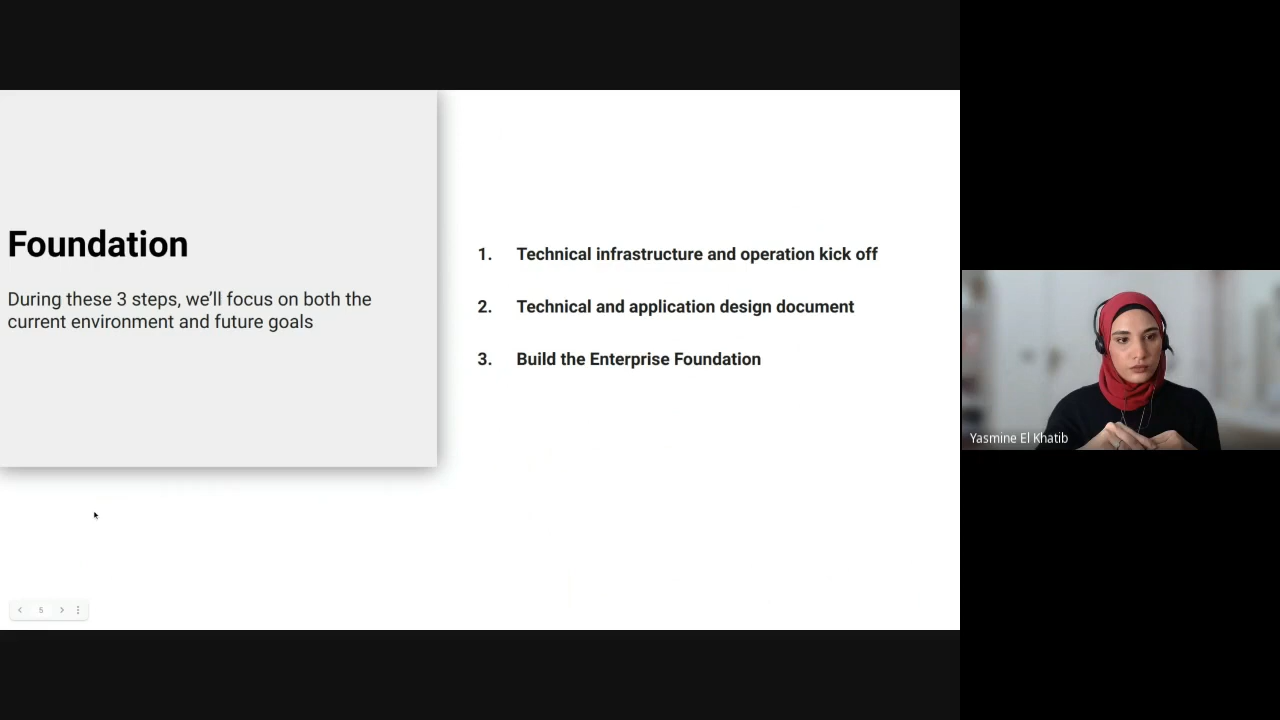 Foundation
During these 3 steps, we’ll focus on both the
current environment and future goals
1. Technical infrastructure and operation kick off
2. Technical and application design document
3. Build the Enterprise Foundation
5
Yasmine El Khatib